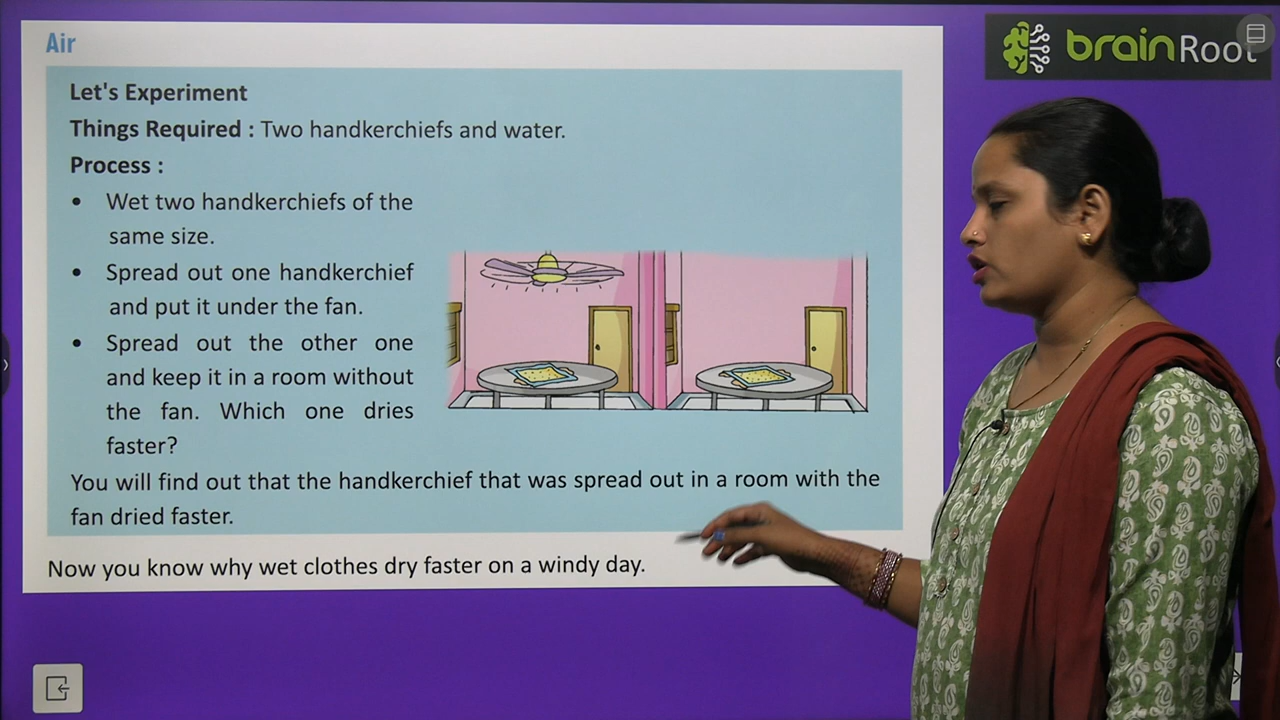 brainRoot
Air
Let's Experiment
Things Required : Two handkerchiefs and water.
Process :
• Wet two handkerchiefs of the
same size.
• Spread out one handkerchief
and put it under the fan.
• Spread out the other one
and keep it in a room without
the fan. Which one dries
faster?
You will find out that the handkerchief that was spread out in a room with the
fan dried faster.
Now you know why wet clothes dry faster on a windy day.